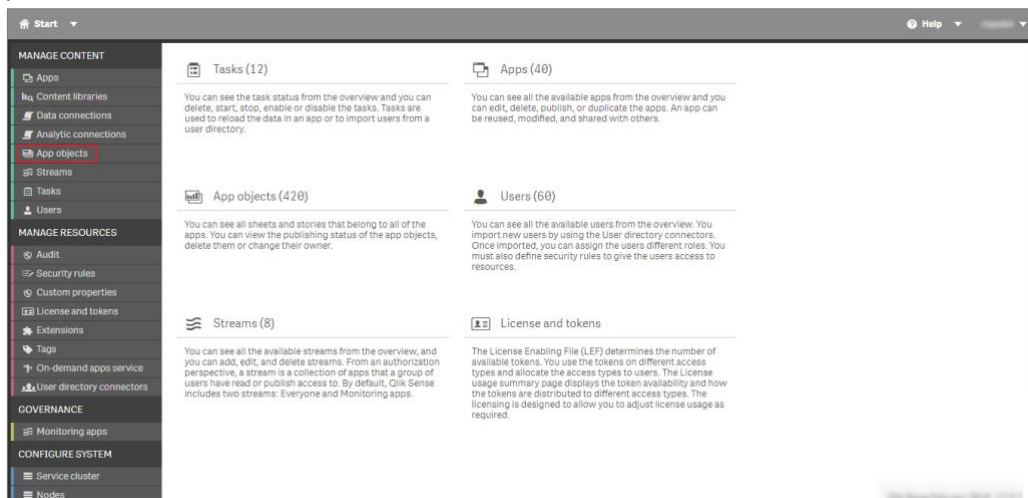 Start
Help
MANAGE CONTENT
Apps
Content libraries
Data connections
Analytic connections
App objects
Streams
Tasks
Users
MANAGE RESOURCES
Audit
Security rules
Custom properties
License and tokens
Extensions
Tags
On-demand apps service
User directory connectors
GOVERNANCE
Monitoring apps
CONFIGURE SYSTEM
Service cluster
Nodes
Tasks (12)
You can see the task status from the overview and you can
delete, start, stop, enable or disable the tasks. Tasks are
used to reload the data in an app or to import users from a
user directory.
Apps (40)
You can see all the available apps from the overview and you
can edit, delete, publish, or duplicate the apps. An app can
be reused, modified, and shared with others.
App objects (420)
You can see all sheets and stories that belong to all of the
apps. You can view the publishing status of the app objects,
delete them or change their owner.
Users (60)
You can see all the available users from the overview. You
import new users by using the User directory connectors.
Once imported, you can assign the users different roles. You
must also define security rules to give the users access to
resources.
Streams (8)
You can see all the available streams from the overview, and
you can add, edit, and delete streams. From an authorization
perspective, a stream is a collection of apps that a group of
users have read or publish access to. By default, Qlik Sense
includes two streams: Everyone and Monitoring apps.
License and tokens
The License Enabling File (LEF) determines the number of
available tokens. You use the tokens on different access
types and allocate the access types to users. The License
usage summary page displays the token availability and how
the tokens are distributed to different access types. The
licensing is designed to allow you to adjust license usage as
required.